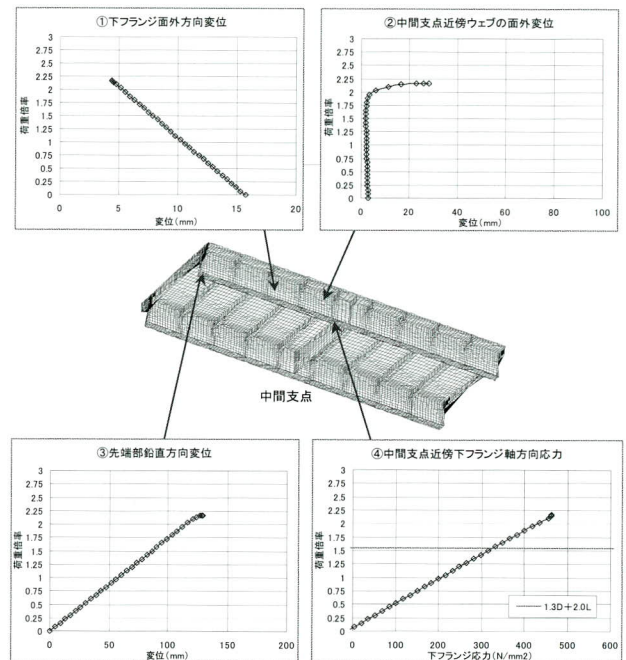 ①下フランジ面外方向変位
3
2.75
2.5
2.25
2
1.75
1.5
1.25
1
0.75
0.5
0.25
0
荷重倍率
0 5 10 15 20
変位(mm)
②中間支点近傍ウェブの面外変位
3
2.75
2.5
2.25
2
1.75
1.5
1.25
1
0.75
0.5
0.25
0
荷重倍率
0 20 40 60 80 100
変位(mm)
中間支点
③先端部鉛直方向変位
3
2.75
2.5
2.25
2
1.75
1.5
1.25
1
0.75
0.5
0.25
0
荷重倍率
0 50 100 150 200
変位(mm)
④中間支点近傍下フランジ軸方向応力
3
2.75
2.5
2.25
2
1.75
1.5
1.25
1
0.75
0.5
0.25
0
荷重倍率
1.3D+2.0L
0 100 200 300 400 500 600
下フランジ応力(N/mm2)